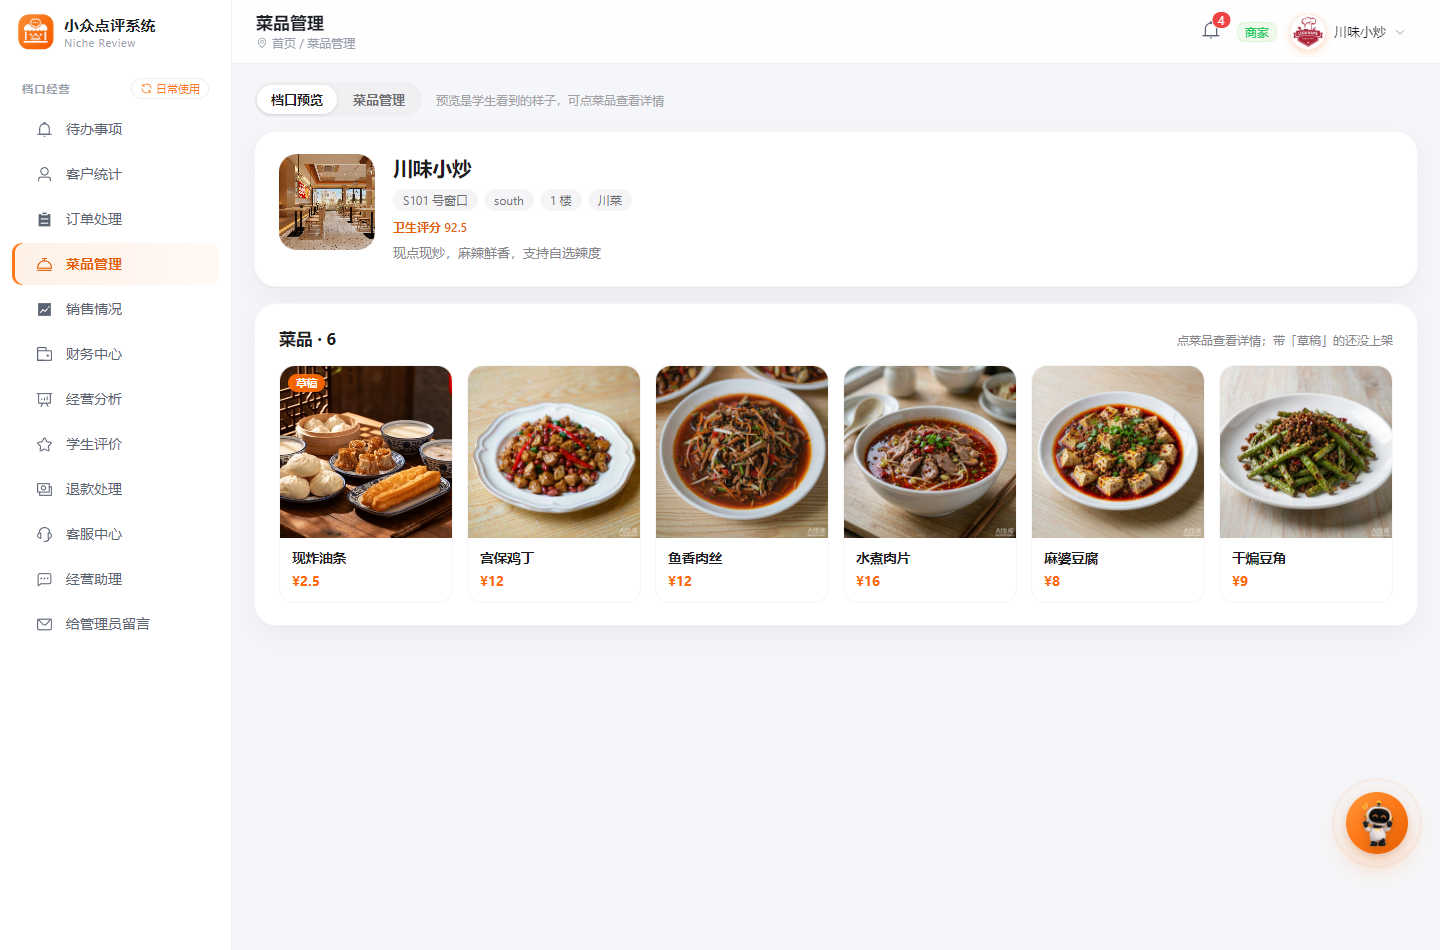 小众点评系统
Niche Review
档口经营
日常使用
待办事项
客户统计
订单处理
菜品管理
销售情况
财务中心
经营分析
学生评价
退款处理
客服中心
经营助理
给管理员留言
菜品管理
首页 / 菜品管理
4
商家
川味小炒
档口预览
菜品管理
预览是学生看到的样子，可点菜品查看详情
川味小炒
S101 号窗口
south
1 楼
川菜
卫生评分 92.5
现点现炒，麻辣鲜香，支持自选辣度
菜品 · 6
点菜品查看详情；带「草稿」的还没上架
草稿
现炸油条
¥2.5
宫保鸡丁
¥12
鱼香肉丝
¥12
水煮肉片
¥16
麻婆豆腐
¥8
干煸豆角
¥9